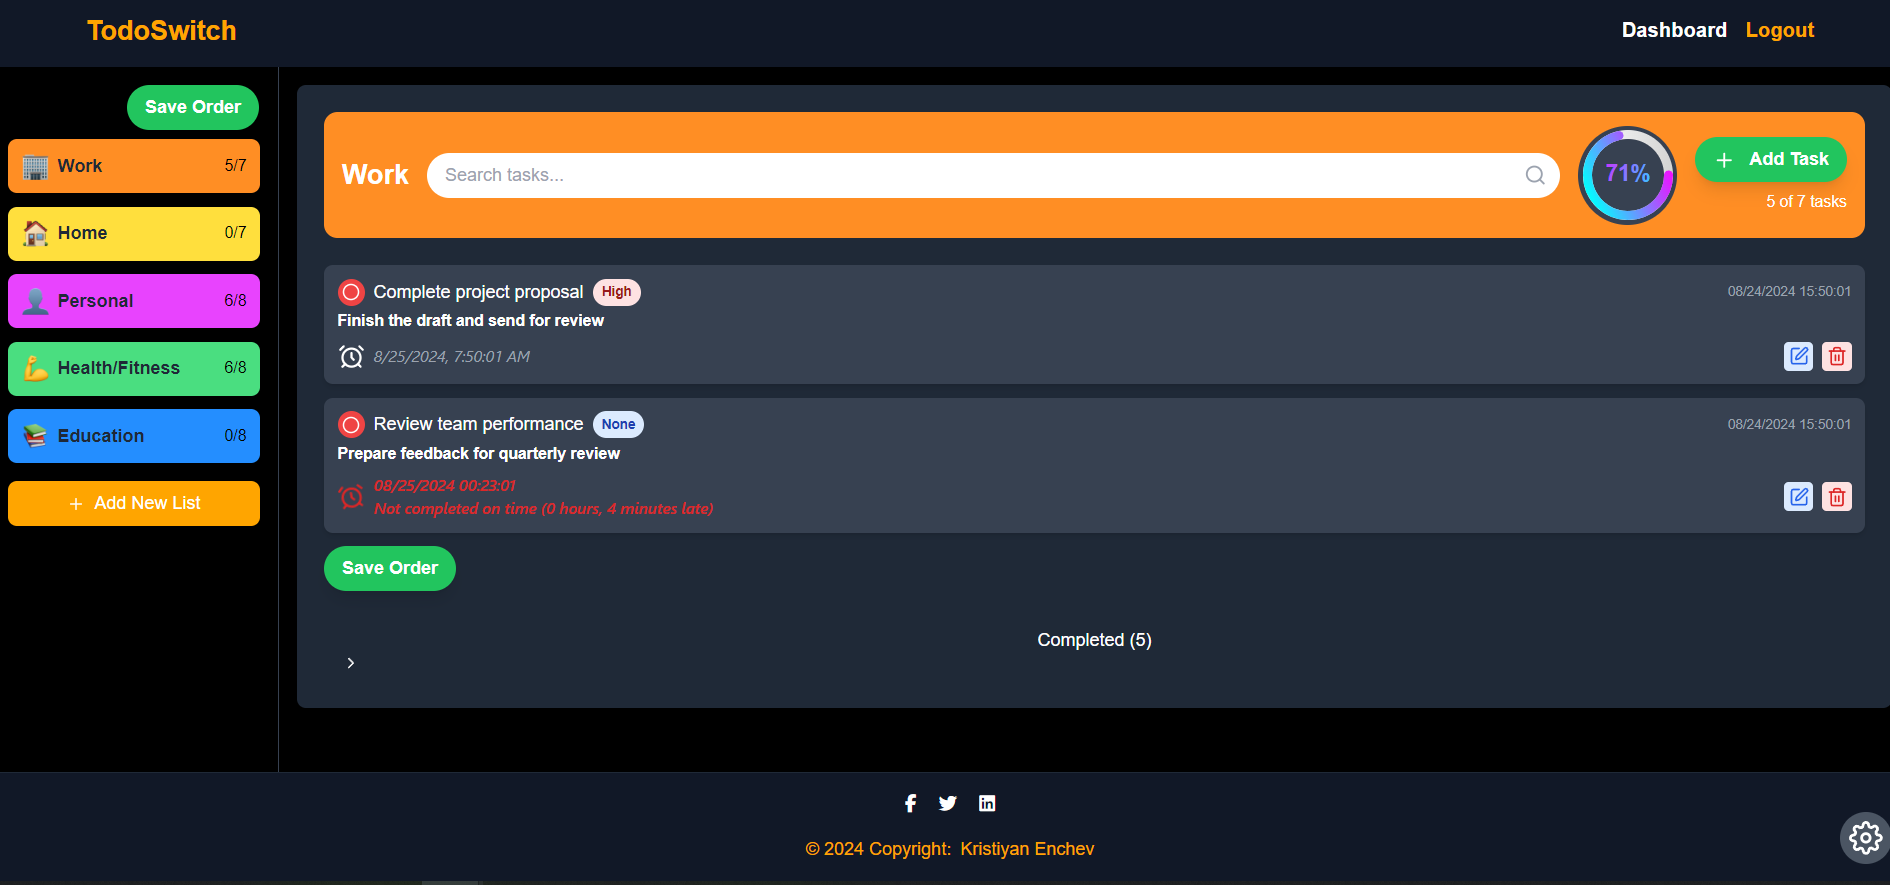 TodoSwitch
Dashboard
Logout
Save Order
Work 5/7
Home 0/7
Personal 6/8
Health/Fitness 6/8
Education 0/8
+ Add New List
Work
Search tasks...
71%
+ Add Task
5 of 7 tasks
Complete project proposal High
08/24/2024 15:50:01
Finish the draft and send for review
8/25/2024, 7:50:01 AM
Review team performance None
08/24/2024 15:50:01
Prepare feedback for quarterly review
08/25/2024 00:23:01
Not completed on time (0 hours, 4 minutes late)
Save Order
Completed (5)
© 2024 Copyright: Kristiyan Enchev